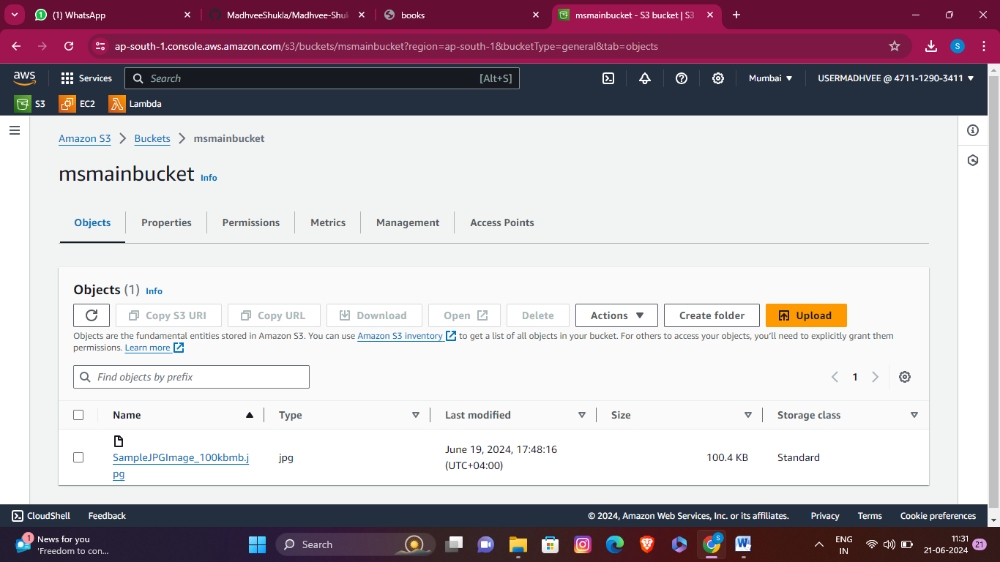 (1) WhatsApp
MadhveeShukla/Madhvee-Shuk
books
msmainbucket - S3 bucket | S3
ap-south-1.console.aws.amazon.com/s3/buckets/msmainbucket?region=ap-south-1&bucketType=general&tab=objects
S
aws
Services
Search
[Alt+S]
Mumbai
USERMADHVEE @ 4711-1290-3411
S3
EC2
Lambda
Amazon S3
Buckets
msmainbucket
msmainbucket Info
Objects
Properties
Permissions
Metrics
Management
Access Points
Objects (1) Info
Copy S3 URI
Copy URL
Download
Open
Delete
Actions
Create folder
Upload
Objects are the fundamental entities stored in Amazon S3. You can use Amazon S3 inventory to get a list of all objects in your bucket. For others to access your objects, you'll need to explicitly grant them
permissions. Learn more
Find objects by prefix
1
Name
Type
Last modified
Size
Storage class
SampleJPGImage_100kbmb.j
pg
jpg
June 19, 2024, 17:48:16
(UTC+04:00)
100.4 KB
Standard
CloudShell
Feedback
© 2024, Amazon Web Services, Inc. or its affiliates.
Privacy
Terms
Cookie preferences
1
News for you
'Freedom to con...
Search
S
W
ENG
IN
11:31
21-06-2024
21